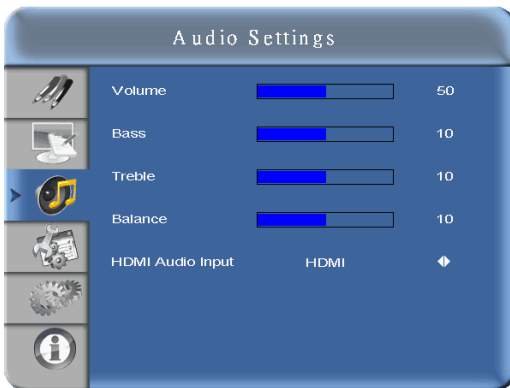 Audio Settings
Volume 50
Bass 10
Treble 10
Balance 10
HDMI Audio Input HDMI